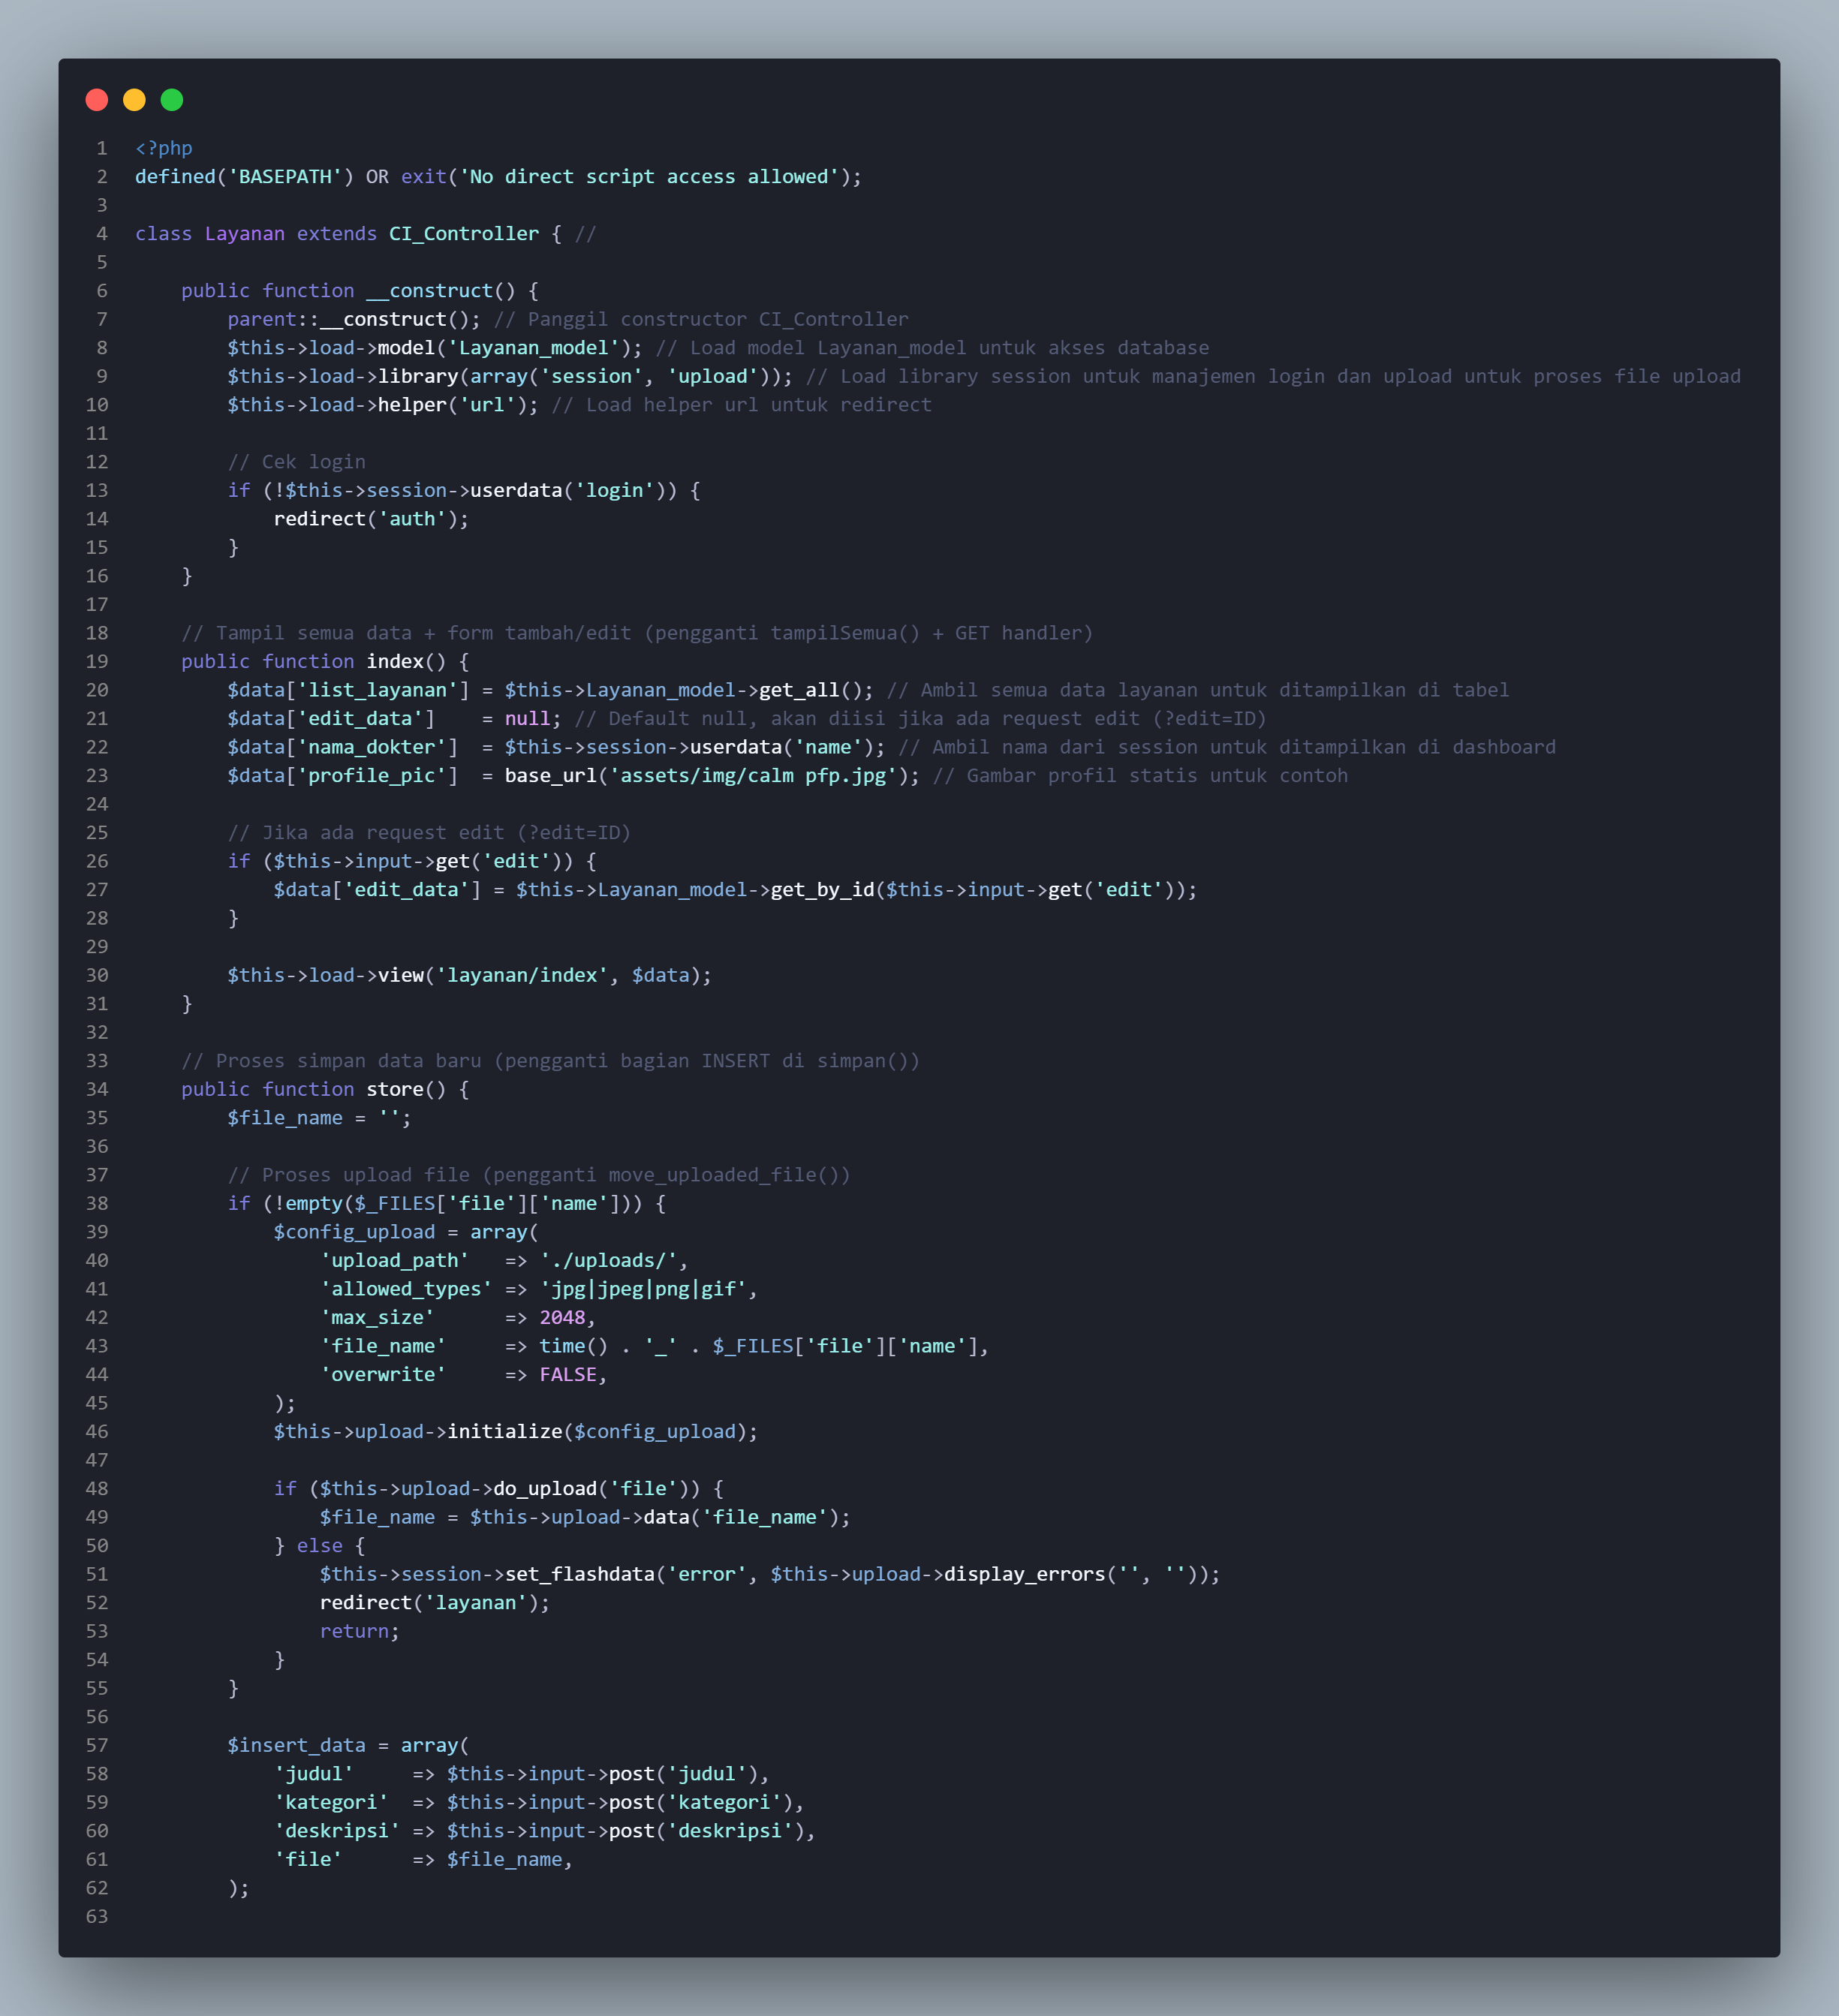 1 <?php
2 defined('BASEPATH') OR exit('No direct script access allowed');
3
4 class Layanan extends CI_Controller { //
5
6     public function __construct() {
7         parent::__construct(); // Panggil constructor CI_Controller
8         $this->load->model('Layanan_model'); // Load model Layanan_model untuk akses database
9         $this->load->library(array('session', 'upload')); // Load library session untuk manajemen login dan upload untuk proses file upload
10         $this->load->helper('url'); // Load helper url untuk redirect
11
12         // Cek login
13         if (!$this->session->userdata('login')) {
14             redirect('auth');
15         }
16     }
17
18     // Tampil semua data + form tambah/edit (pengganti tampilSemua() + GET handler)
19     public function index() {
20         $data['list_layanan'] = $this->Layanan_model->get_all(); // Ambil semua data layanan untuk ditampilkan di tabel
21         $data['edit_data']    = null; // Default null, akan diisi jika ada request edit (?edit=ID)
22         $data['nama_dokter']  = $this->session->userdata('name'); // Ambil nama dari session untuk ditampilkan di dashboard
23         $data['profile_pic']  = base_url('assets/img/calm pfp.jpg'); // Gambar profil statis untuk contoh
24
25         // Jika ada request edit (?edit=ID)
26         if ($this->input->get('edit')) {
27             $data['edit_data'] = $this->Layanan_model->get_by_id($this->input->get('edit'));
28         }
29
30         $this->load->view('layanan/index', $data);
31     }
32
33     // Proses simpan data baru (pengganti bagian INSERT di simpan())
34     public function store() {
35         $file_name = '';
36
37         // Proses upload file (pengganti move_uploaded_file())
38         if (!empty($_FILES['file']['name'])) {
39             $config_upload = array(
40                 'upload_path'   => './uploads/',
41                 'allowed_types' => 'jpg|jpeg|png|gif',
42                 'max_size'      => 2048,
43                 'file_name'     => time() . '_' . $_FILES['file']['name'],
44                 'overwrite'     => FALSE,
45             );
46             $this->upload->initialize($config_upload);
47
48             if ($this->upload->do_upload('file')) {
49                 $file_name = $this->upload->data('file_name');
50             } else {
51                 $this->session->set_flashdata('error', $this->upload->display_errors('', ''));
52                 redirect('layanan');
53                 return;
54             }
55         }
56
57         $insert_data = array(
58             'judul'     => $this->input->post('judul'),
59             'kategori'  => $this->input->post('kategori'),
60             'deskripsi' => $this->input->post('deskripsi'),
61             'file'      => $file_name,
62         );
63